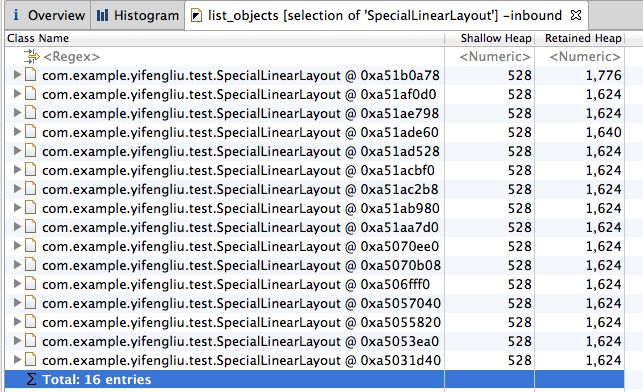 i Overview Histogram list_objects [selection of 'SpecialLinearLayout'] -inbound
Class Name Shallow Heap Retained Heap
<Regex> <Numeric> <Numeric>
com.example.yifengliu.test.SpecialLinearLayout @ 0xa51b0a78 528 1,776
com.example.yifengliu.test.SpecialLinearLayout @ 0xa51af0d0 528 1,624
com.example.yifengliu.test.SpecialLinearLayout @ 0xa51ae798 528 1,624
com.example.yifengliu.test.SpecialLinearLayout @ 0xa51ade60 528 1,640
com.example.yifengliu.test.SpecialLinearLayout @ 0xa51ad528 528 1,624
com.example.yifengliu.test.SpecialLinearLayout @ 0xa51acbf0 528 1,624
com.example.yifengliu.test.SpecialLinearLayout @ 0xa51ac2b8 528 1,624
com.example.yifengliu.test.SpecialLinearLayout @ 0xa51ab980 528 1,624
com.example.yifengliu.test.SpecialLinearLayout @ 0xa51aa7d0 528 1,624
com.example.yifengliu.test.SpecialLinearLayout @ 0xa5070ee0 528 1,624
com.example.yifengliu.test.SpecialLinearLayout @ 0xa5070b08 528 1,624
com.example.yifengliu.test.SpecialLinearLayout @ 0xa506fff0 528 1,624
com.example.yifengliu.test.SpecialLinearLayout @ 0xa5057040 528 1,624
com.example.yifengliu.test.SpecialLinearLayout @ 0xa5055820 528 1,624
com.example.yifengliu.test.SpecialLinearLayout @ 0xa5053ea0 528 1,624
com.example.yifengliu.test.SpecialLinearLayout @ 0xa5031d40 528 1,624
Σ Total: 16 entries